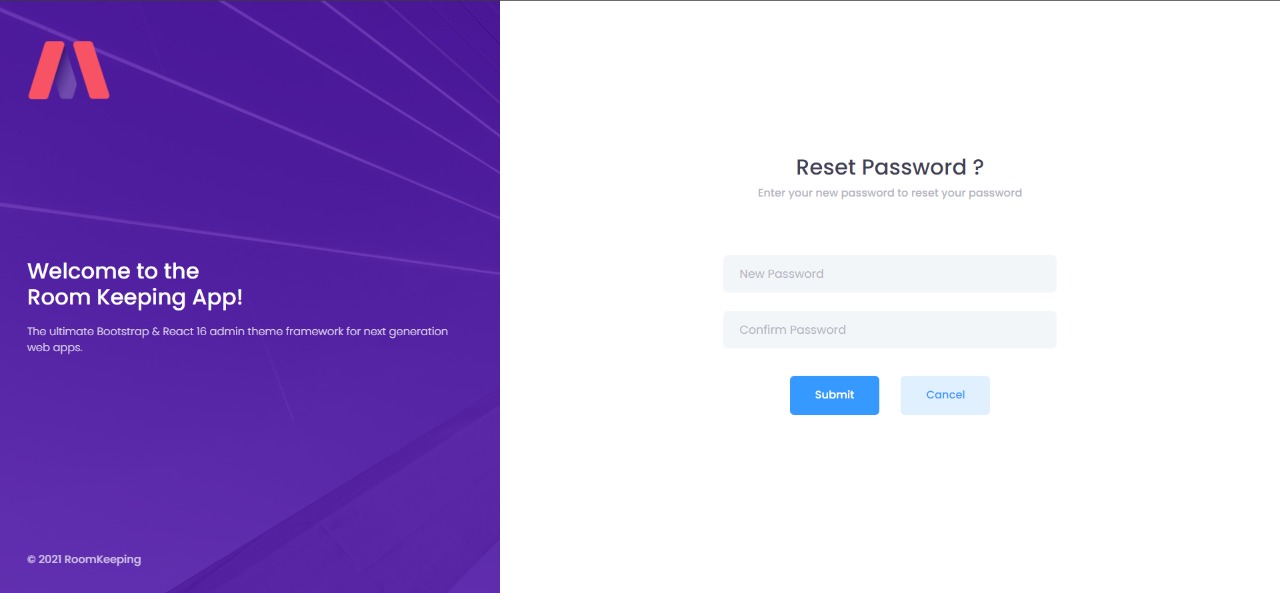 Welcome to the
Room Keeping App!
The ultimate Bootstrap & React 16 admin theme framework for next generation
web apps.
© 2021 RoomKeeping
Reset Password ?
Enter your new password to reset your password
New Password
Confirm Password
Submit
Cancel